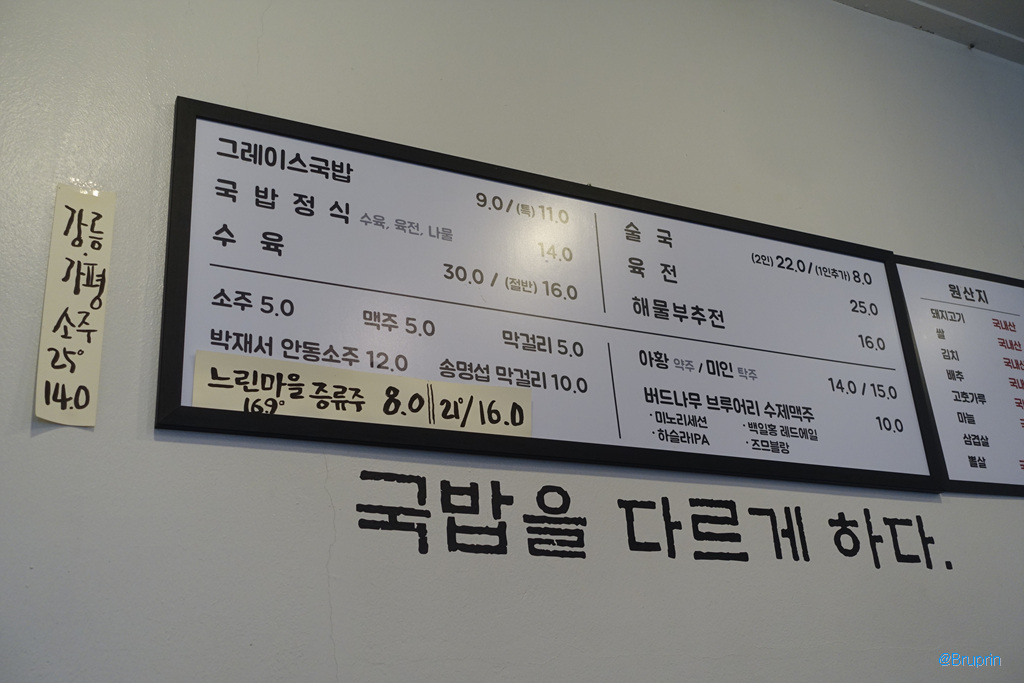 강릉·
가평
소주
25°
14.0
그레이스국밥 9.0 / (특) 11.0
국밥정식 수육, 육전, 나물 14.0
수육 30.0 / (절반) 16.0
소주 5.0 맥주 5.0 막걸리 5.0
박재서 안동소주 12.0 송명섭 막걸리 10.0
느린마을 증류주 8.0 || 21°/16.0
16.9°
술국 (2인) 22.0 / (1인추가) 8.0
육전 25.0
해물부추전 16.0
아황 약주 / 미인 탁주 14.0 / 15.0
버드나무 브루어리 수제맥주 10.0
· 미노리세션 · 백일홍 레드에일
· 하슬라IPA · 즈므블랑
원산지
돼지고기 국내산
쌀 국내산
김치 국내산
배추
고춧가루
마늘
삼겹살
볼살
국밥을 다르게 하다.
@Bruprin